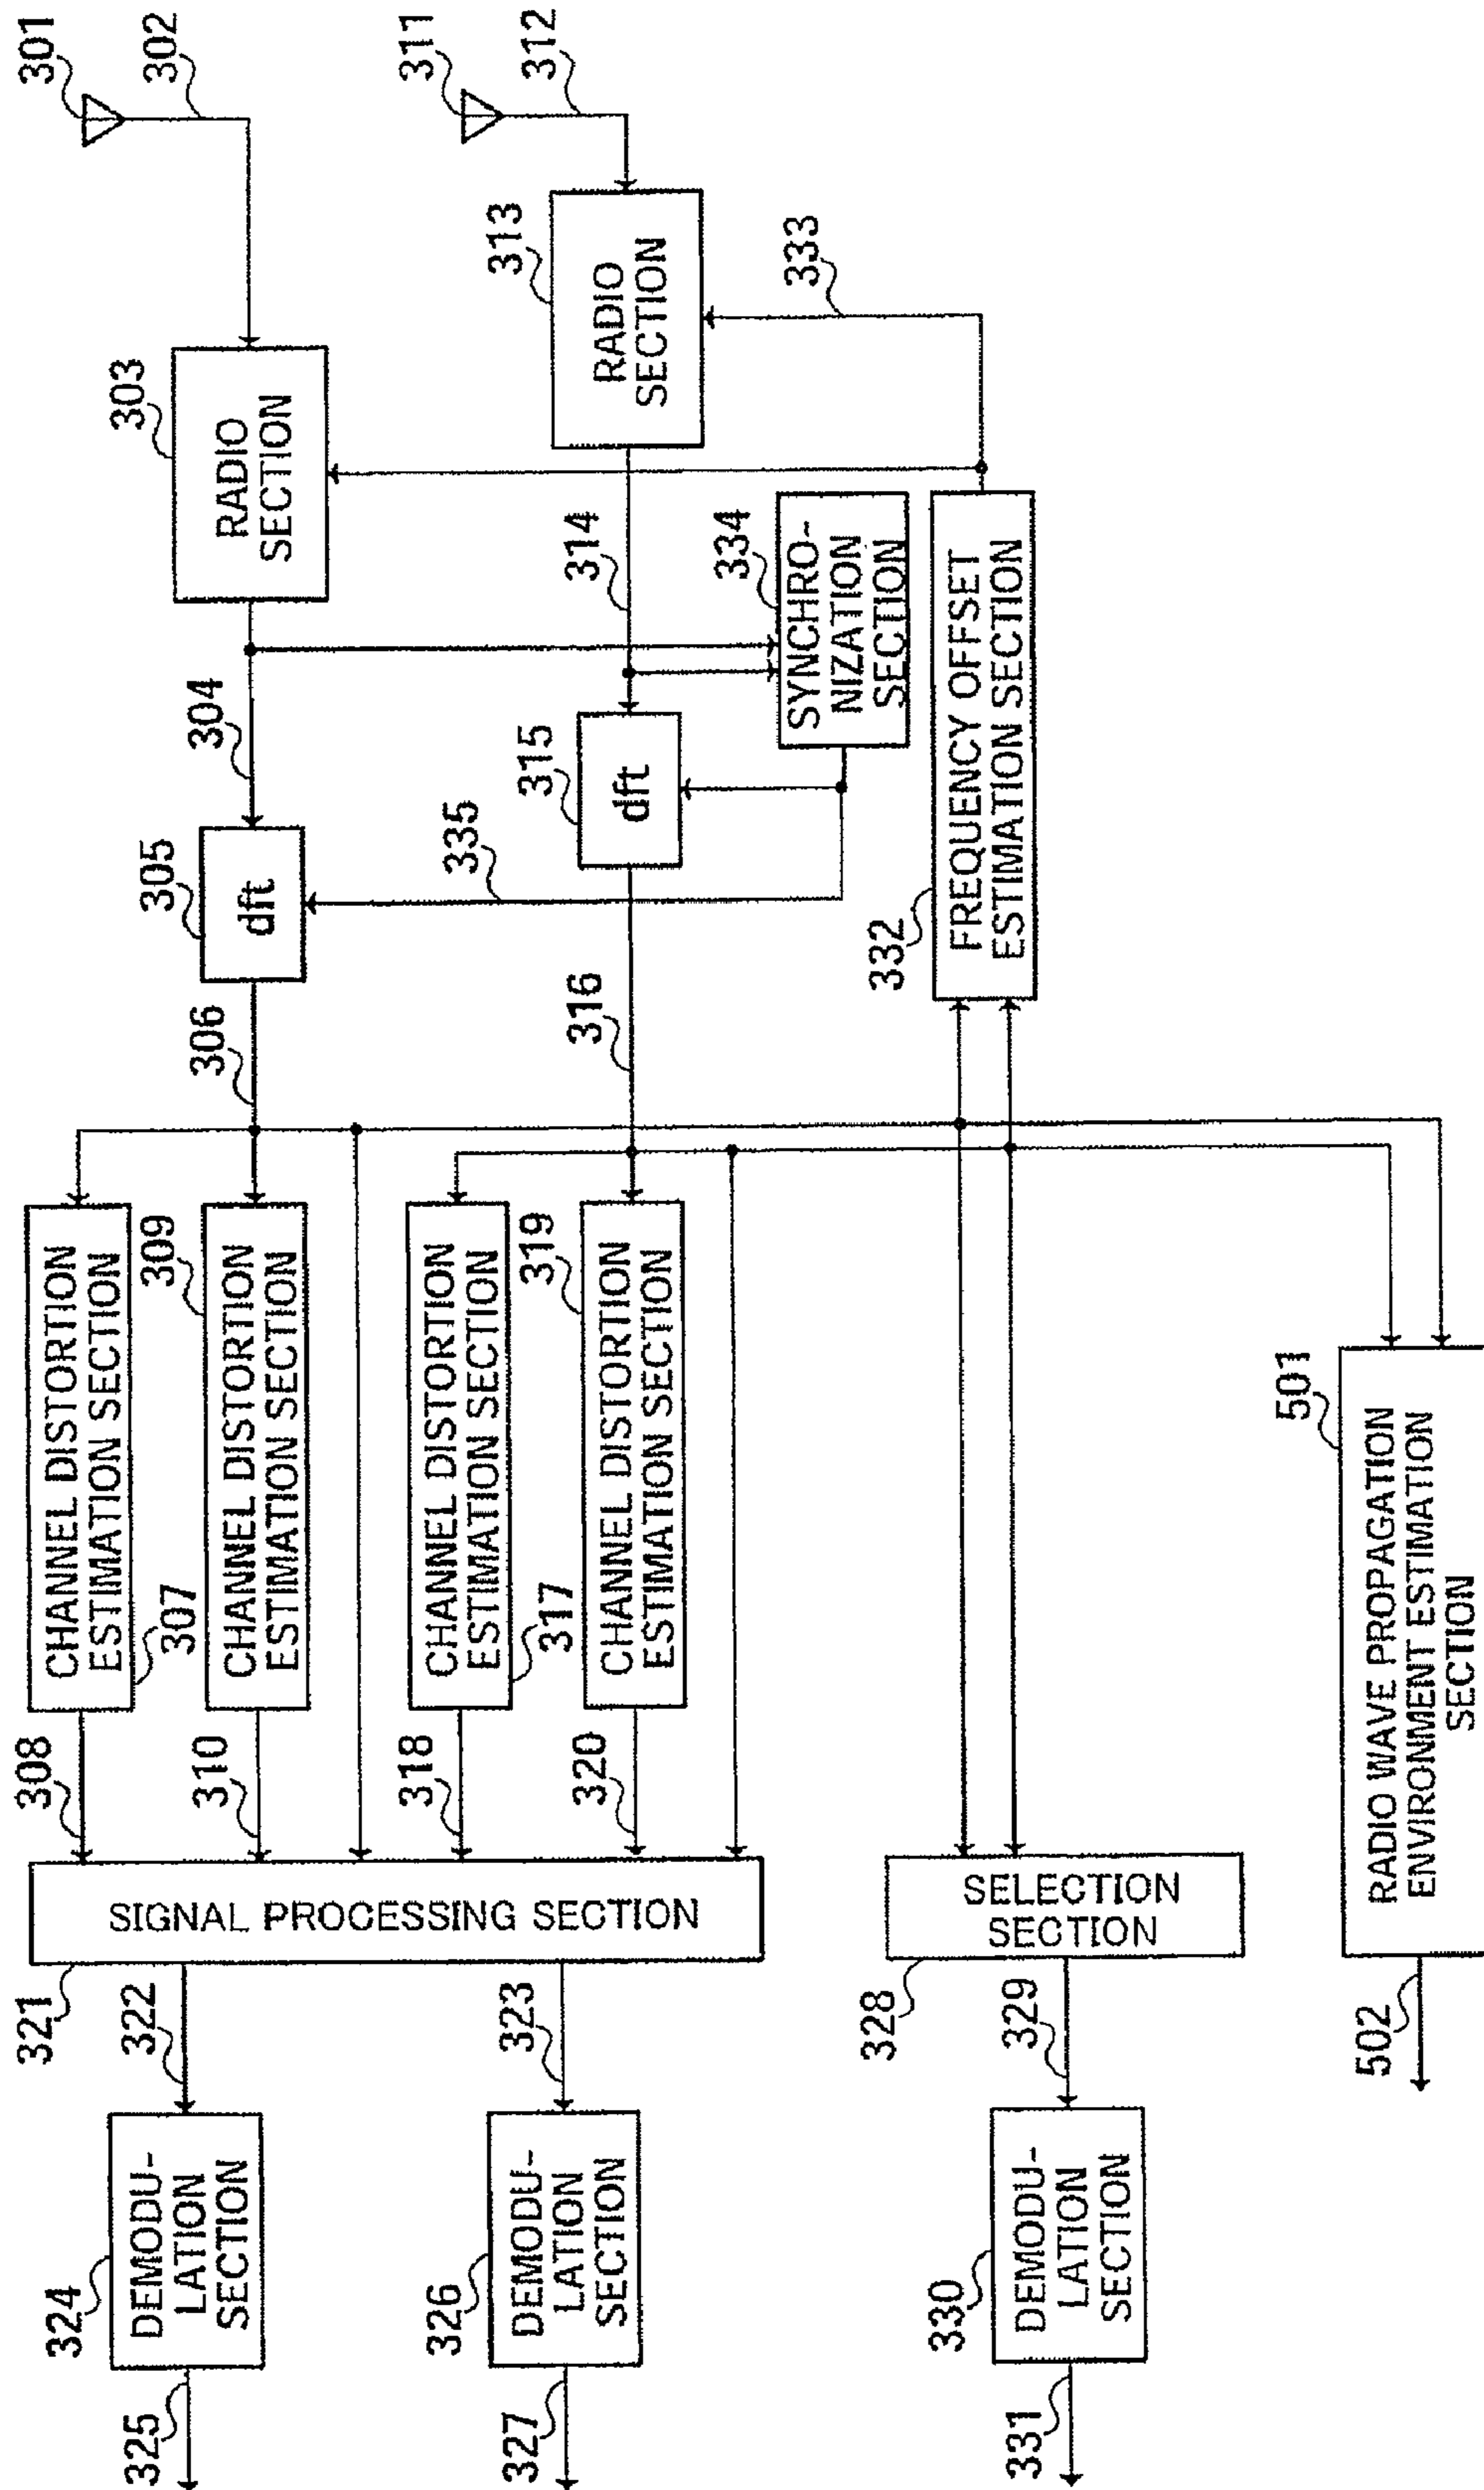 301
302
311
312
303
RADIO
SECTION
313
RADIO
SECTION
333
304
314
334
SYNCHRO-
NIZATION
SECTION
305
dft
315
dft
335
332
FREQUENCY OFFSET
ESTIMATION SECTION
306
316
CHANNEL DISTORTION
ESTIMATION SECTION
307
309
CHANNEL DISTORTION
ESTIMATION SECTION
CHANNEL DISTORTION
ESTIMATION SECTION
317
319
CHANNEL DISTORTION
ESTIMATION SECTION
501
RADIO WAVE PROPAGATION
ENVIRONMENT ESTIMATION
SECTION
308
310
318
320
SIGNAL PROCESSING SECTION
321
SELECTION
SECTION
328
322
323
329
502
324
DEMODU-
LATION
SECTION
326
DEMODU-
LATION
SECTION
330
DEMODU-
LATION
SECTION
325
327
331